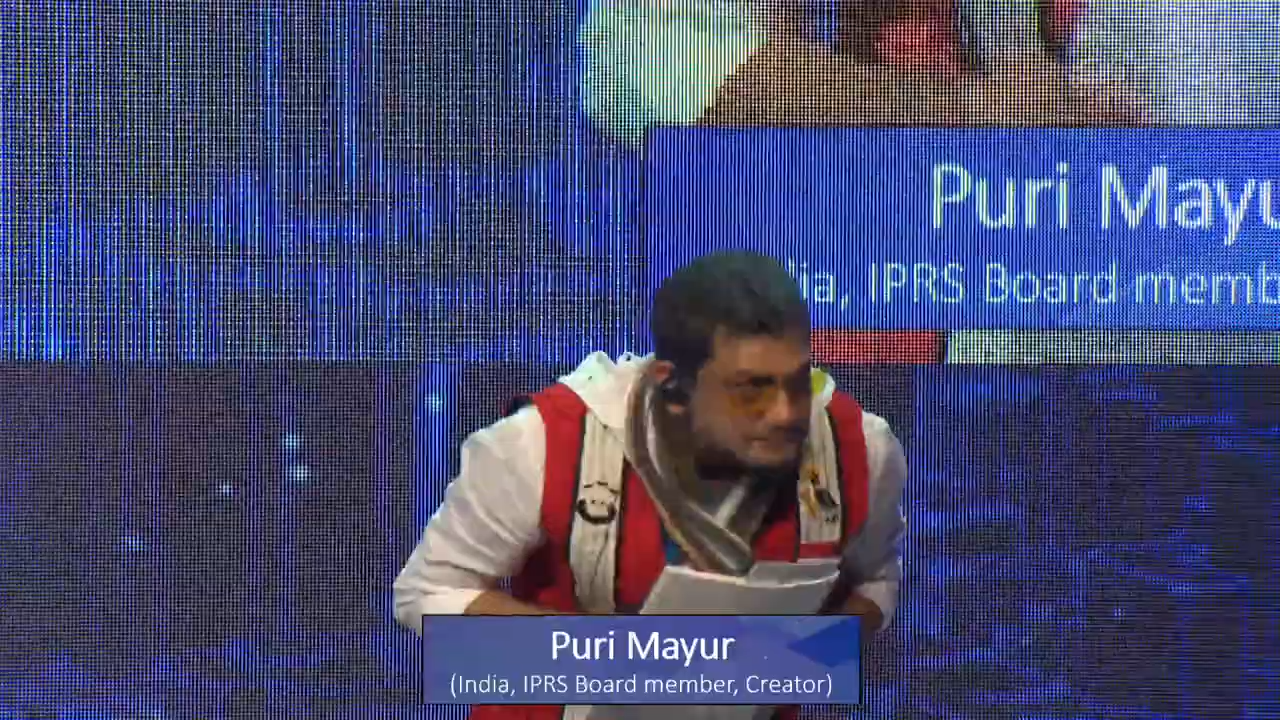 Puri Mayu
ia, IPRS Board memb
Puri Mayur
(India, IPRS Board member, Creator)